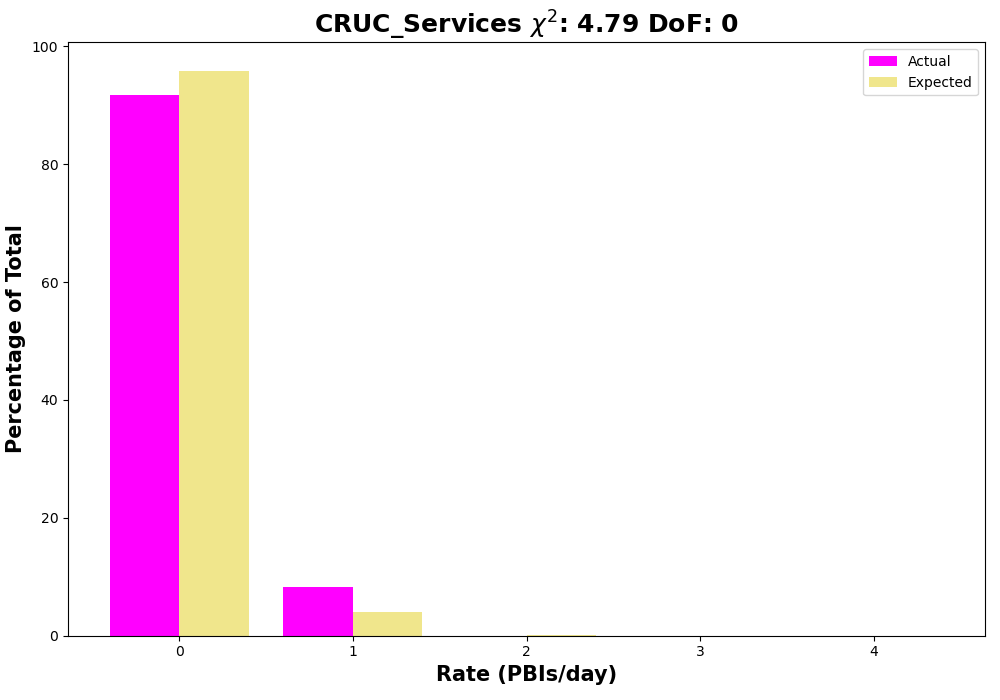 CRUC_Services χ²: 4.79 DoF: 0
Actual
Expected
Percentage of Total
100
80
60
40
20
0
0 1 2 3 4
Rate (PBIs/day)